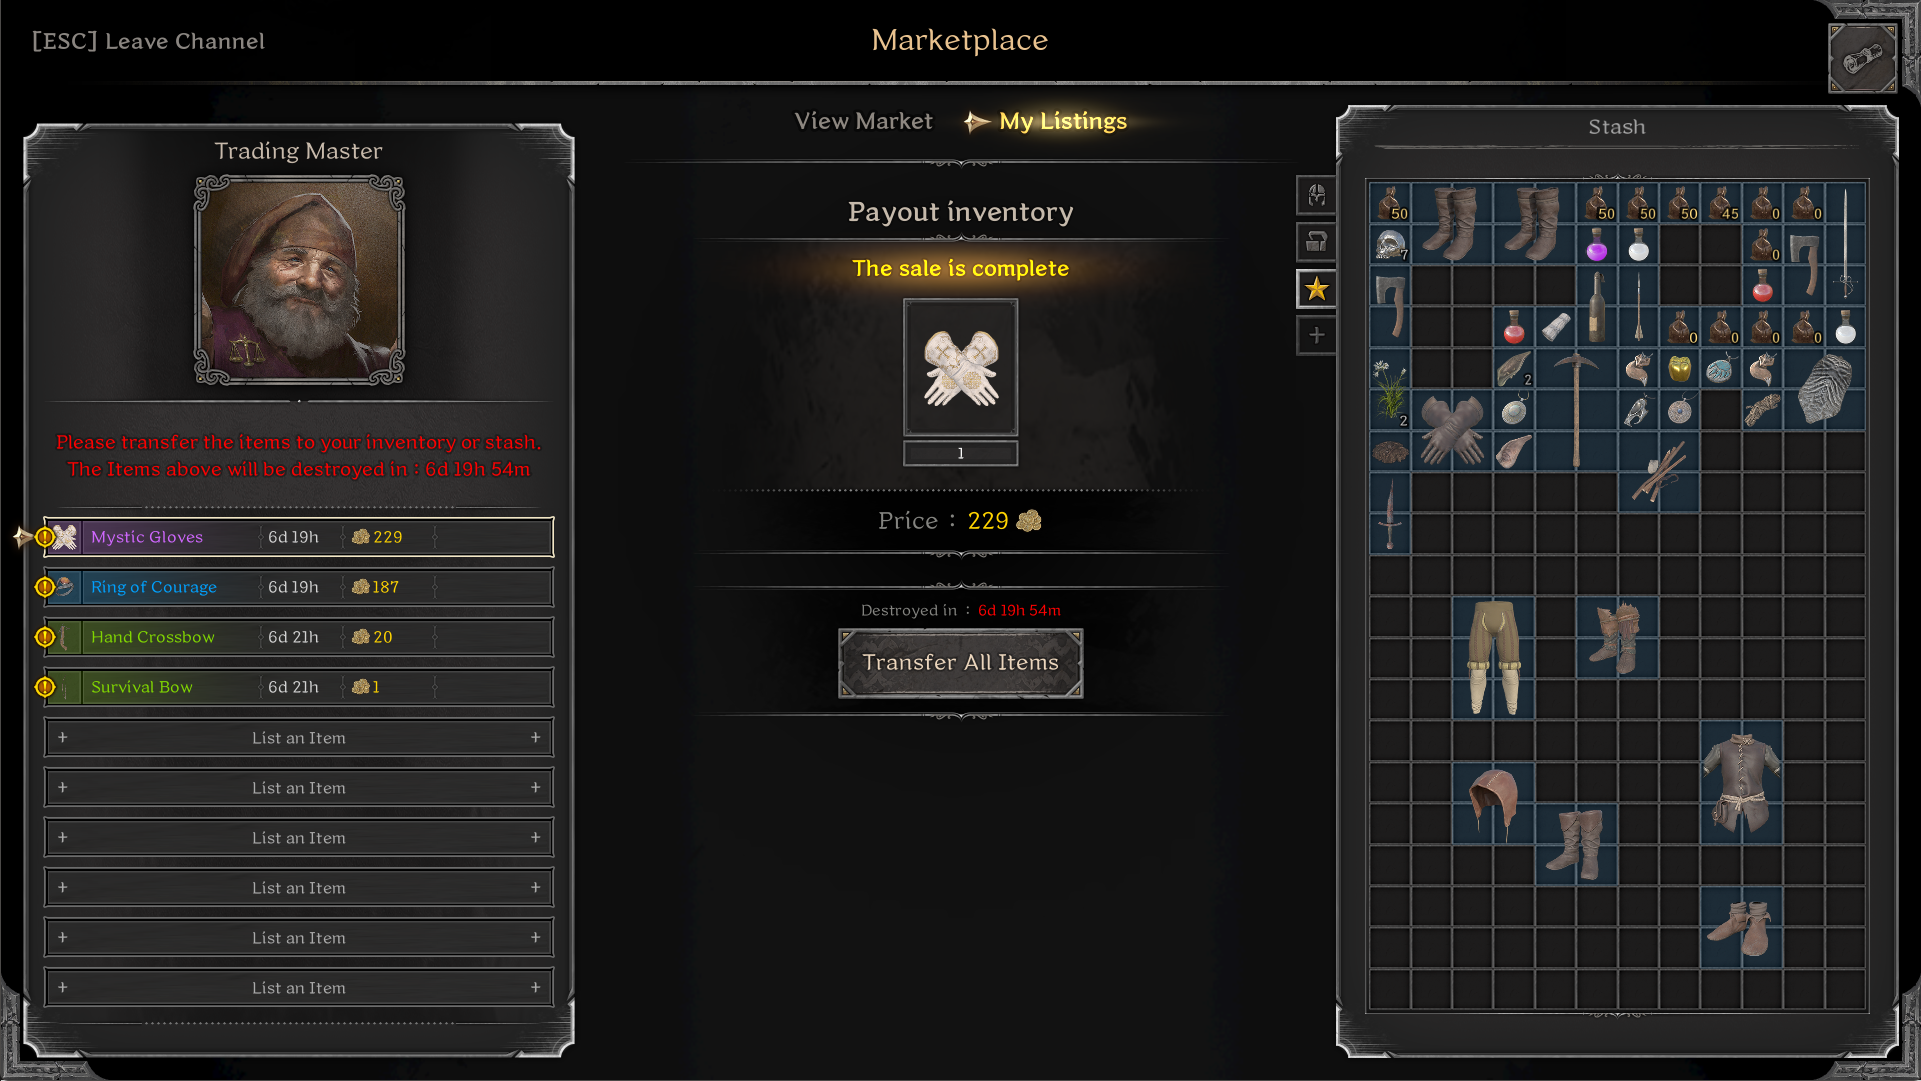 [ESC] Leave Channel
Marketplace
View Market
My Listings
Trading Master
Please transfer the items to your inventory or stash.
The Items above will be destroyed in : 6d 19h 54m
Mystic Gloves 6d 19h 229
Ring of Courage 6d 19h 187
Hand Crossbow 6d 21h 20
Survival Bow 6d 21h 1
+ List an Item +
+ List an Item +
+ List an Item +
+ List an Item +
+ List an Item +
+ List an Item +
Payout inventory
The sale is complete
1
Price : 229
Destroyed in : 6d 19h 54m
Transfer All Items
Stash
50 50 50 50 45 0 0
7 0
0 0 0 0
2
2